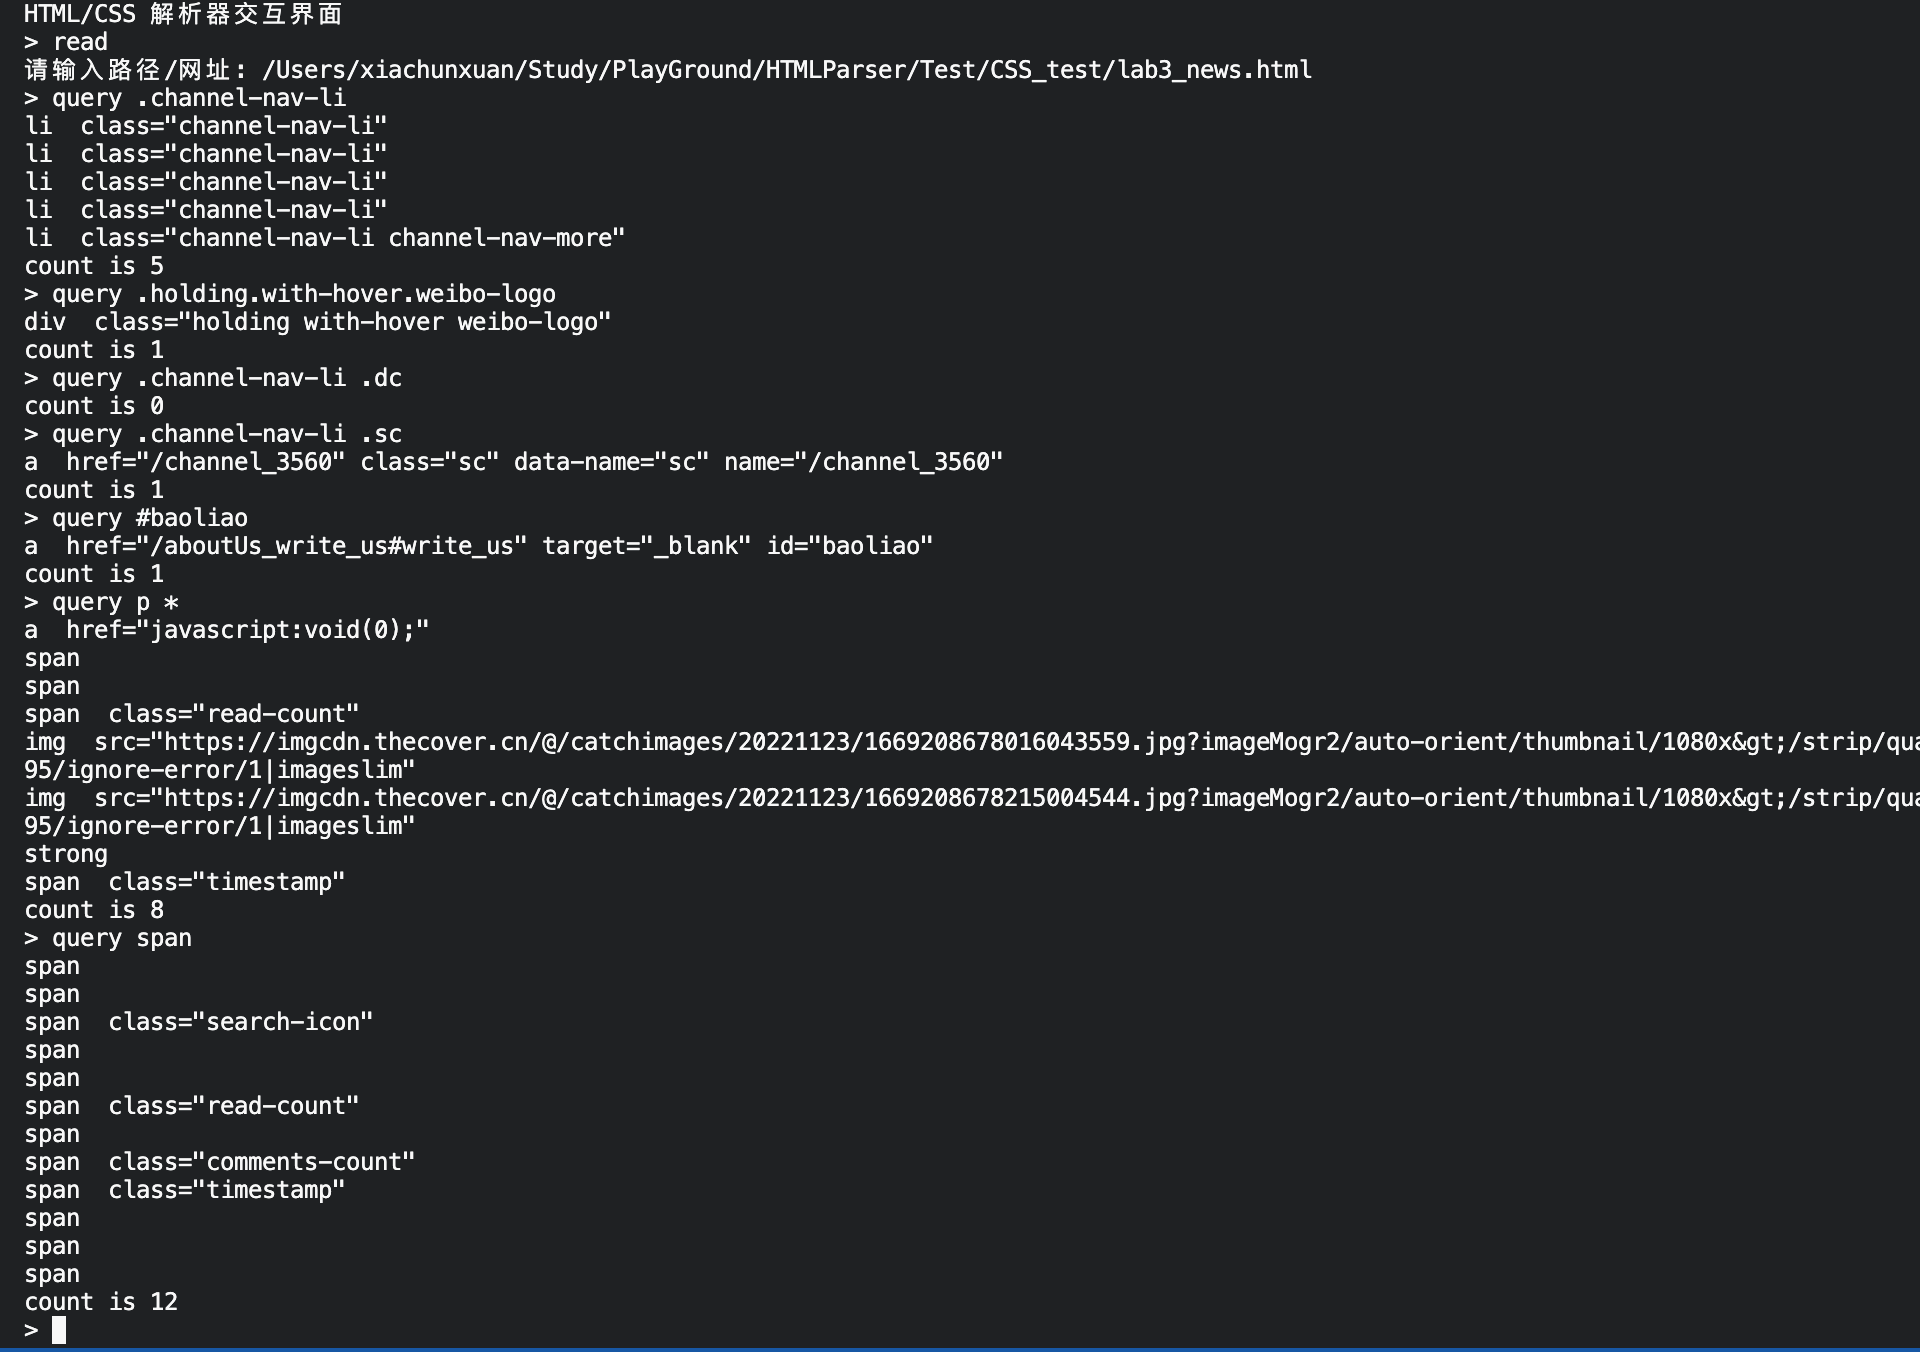 HTML/CSS 解析器交互界面
> read
请输入路径/网址: /Users/xiachunxuan/Study/PlayGround/HTMLParser/Test/CSS_test/lab3_news.html
> query .channel-nav-li
li  class="channel-nav-li"
li  class="channel-nav-li"
li  class="channel-nav-li"
li  class="channel-nav-li"
li  class="channel-nav-li channel-nav-more"
count is 5
> query .holding.with-hover.weibo-logo
div  class="holding with-hover weibo-logo"
count is 1
> query .channel-nav-li .dc
count is 0
> query .channel-nav-li .sc
a  href="/channel_3560" class="sc" data-name="sc" name="/channel_3560"
count is 1
> query #baoliao
a  href="/aboutUs_write_us#write_us" target="_blank" id="baoliao"
count is 1
> query p *
a  href="javascript:void(0);"
span
span
span  class="read-count"
img  src="https://imgcdn.thecover.cn/@/catchimages/20221123/1669208678016043559.jpg?imageMogr2/auto-orient/thumbnail/1080x&gt;/strip/qua
95/ignore-error/1|imageslim"
img  src="https://imgcdn.thecover.cn/@/catchimages/20221123/1669208678215004544.jpg?imageMogr2/auto-orient/thumbnail/1080x&gt;/strip/qua
95/ignore-error/1|imageslim"
strong
span  class="timestamp"
count is 8
> query span
span
span
span  class="search-icon"
span
span
span  class="read-count"
span
span  class="comments-count"
span  class="timestamp"
span
span
span
count is 12
>